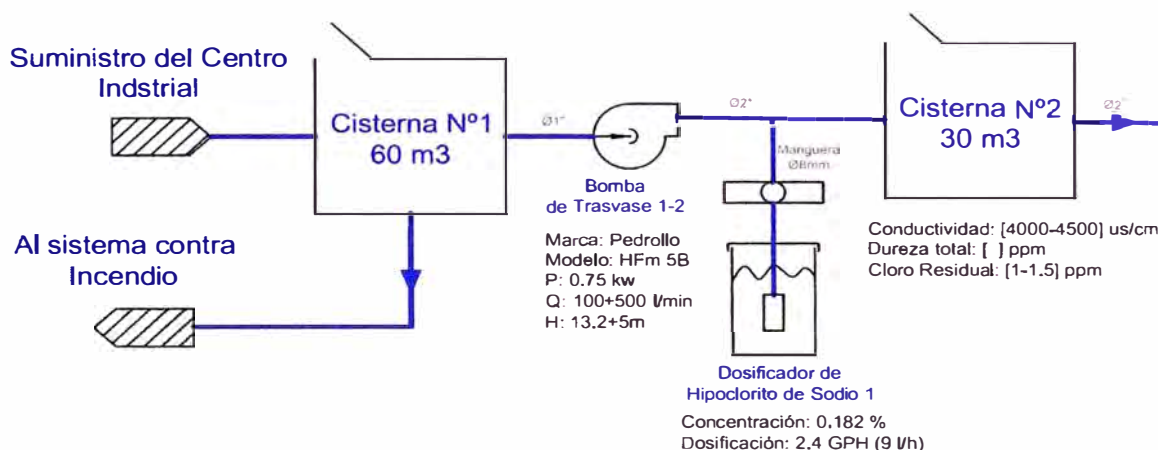 Suministro del Centro
Indstrial
Cisterna Nº1
60 m3
Ø1"
Ø2"
Cisterna Nº2
30 m3
Ø2"
Manguera
Ø8mm
Bomba
de Trasvase 1-2
Marca: Pedrollo
Modelo: HFm 5B
P: 0.75 kw
Q: 100+500 l/min
H: 13.2+5m
Al sistema contra
Incendio
Conductividad: [4000-4500] us/cm
Dureza total: [ ] ppm
Cloro Residual: [1-1.5] ppm
Dosificador de
Hipoclorito de Sodio 1
Concentración: 0.182 %
Dosificación: 2.4 GPH (9 l/h)